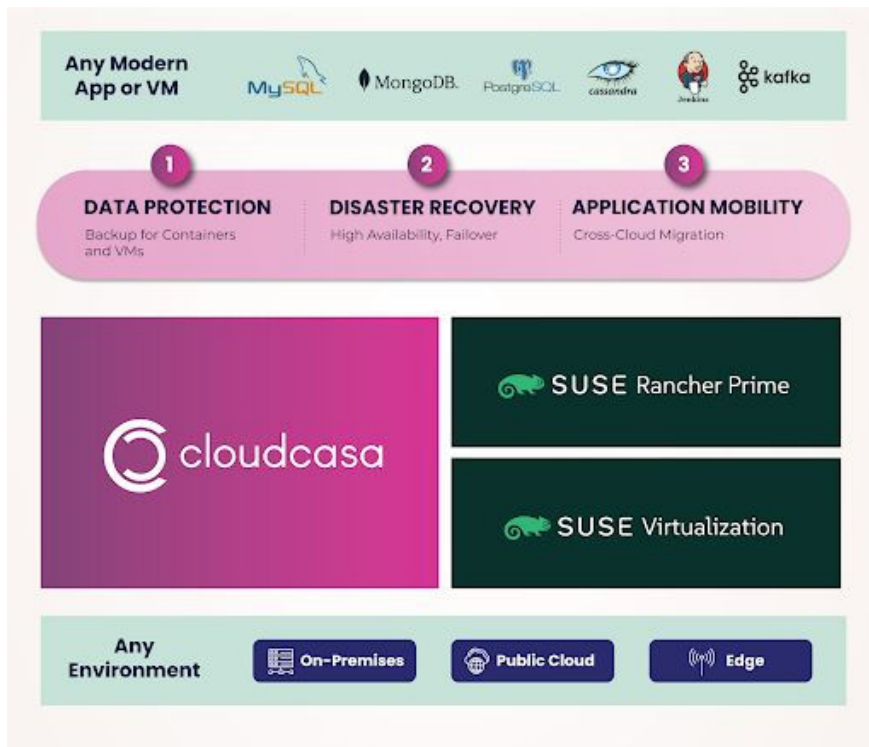 Any Modern
App or VM
MySQL
MongoDB.
PostgreSQL
cassandra
Jenkins
kafka
1
2
3
DATA PROTECTION
Backup for Containers
and VMs
DISASTER RECOVERY
High Availability, Failover
APPLICATION MOBILITY
Cross-Cloud Migration
cloudcasa
SUSE Rancher Prime
SUSE Virtualization
Any
Environment
On-Premises
Public Cloud
Edge